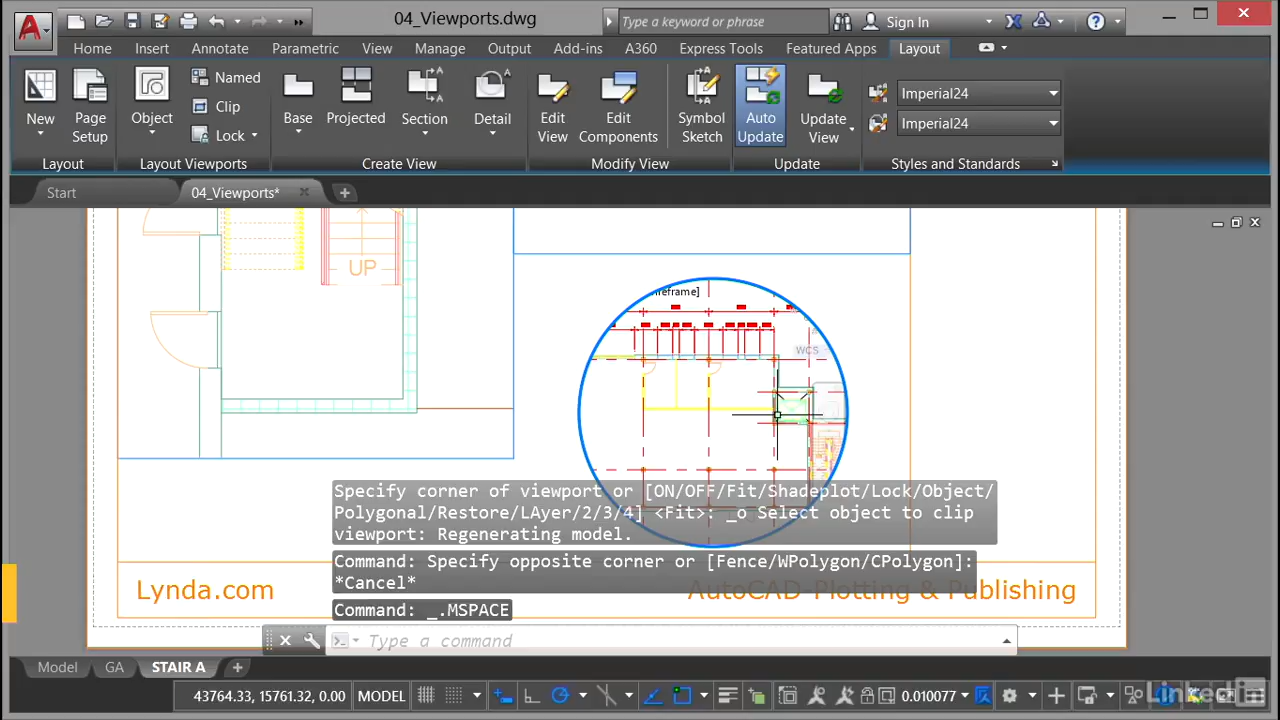 04_Viewports.dwg
Type a keyword or phrase
Sign In
Home Insert Annotate Parametric View Manage Output Add-ins A360 Express Tools Featured Apps Layout
New
Page Setup
Layout
Object
Named
Clip
Lock
Layout Viewports
Base
Projected
Section
Detail
Create View
Edit View
Edit Components
Symbol Sketch
Modify View
Auto Update
Update View
Update
Imperial24
Imperial24
Styles and Standards
Start
04_Viewports*
UP
ireframe]
WCS
Specify corner of viewport or [ON/OFF/Fit/Shadeplot/Lock/Object/
Polygonal/Restore/LAyer/2/3/4] <Fit>: _o Select object to clip
viewport: Regenerating model.
Command: Specify opposite corner or [Fence/WPolygon/CPolygon]:
*Cancel*
Command: _.MSPACE
Lynda.com
AutoCAD-Plotting & Publishing
Type a command
Model GA STAIR A
43764.33, 15761.32, 0.00 MODEL
0.010077
LinkedIn